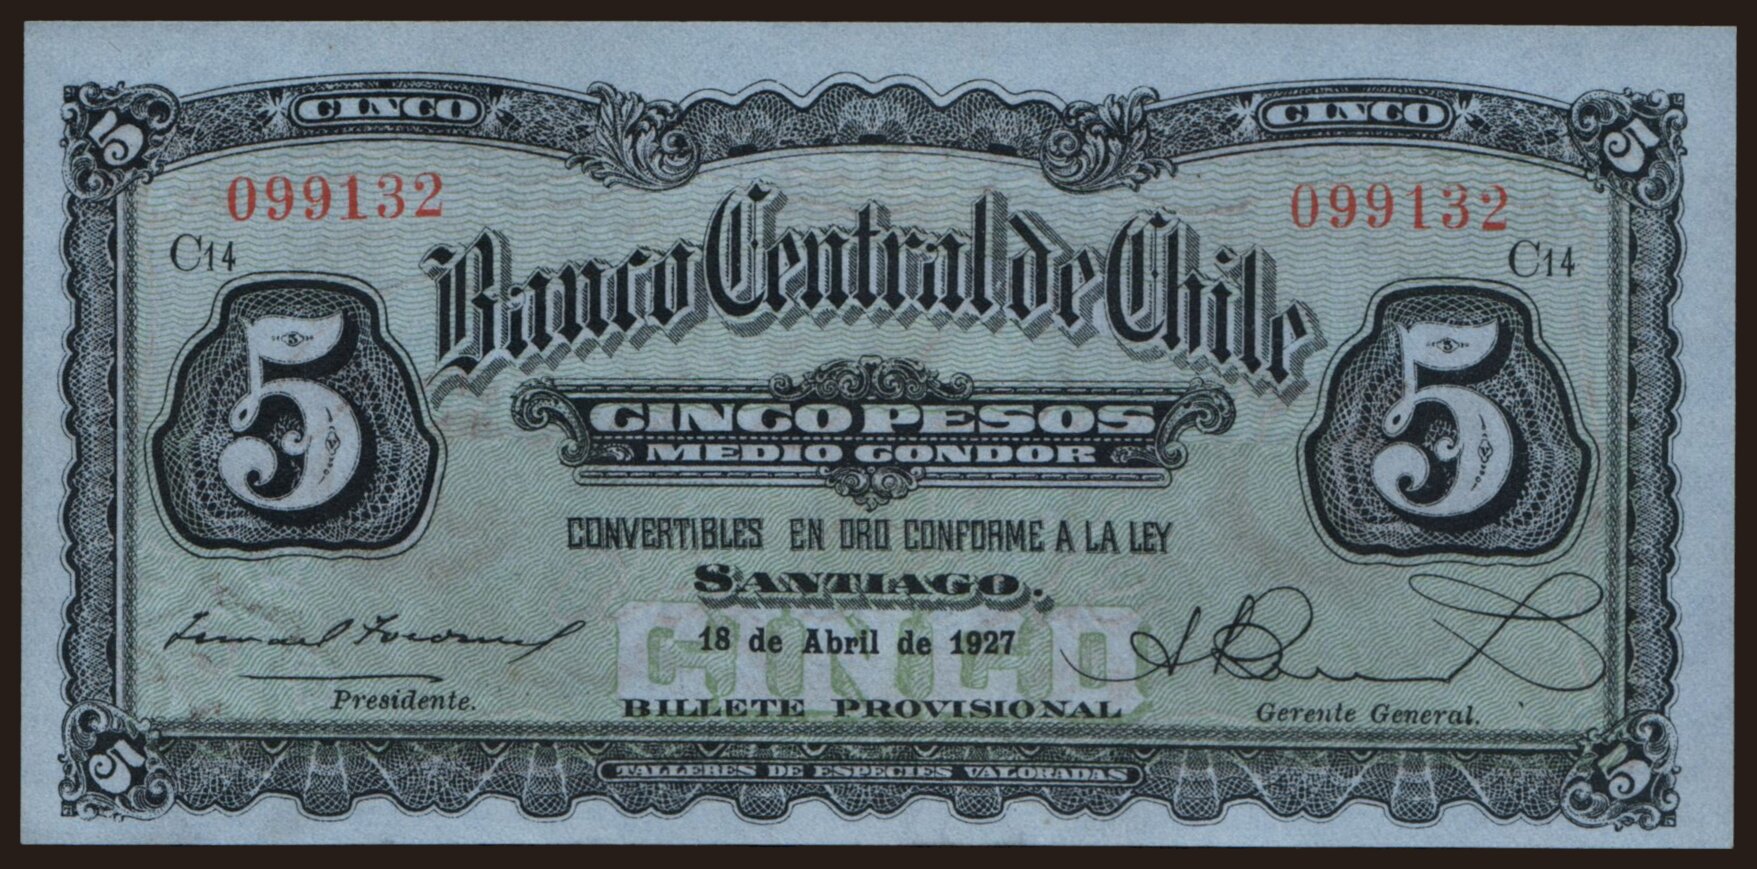 CINCO CINCO
5 5
099132 099132
C14 C14
Banco Central de Chile
5 5
CINCO PESOS
MEDIO CONDOR
CONVERTIBLES EN ORO CONFORME A LA LEY
SANTIAGO.
CINCO
18 de Abril de 1927
Presidente.
BILLETE PROVISIONAL
Gerente General.
5 5
TALLERES DE ESPECIES VALORADAS